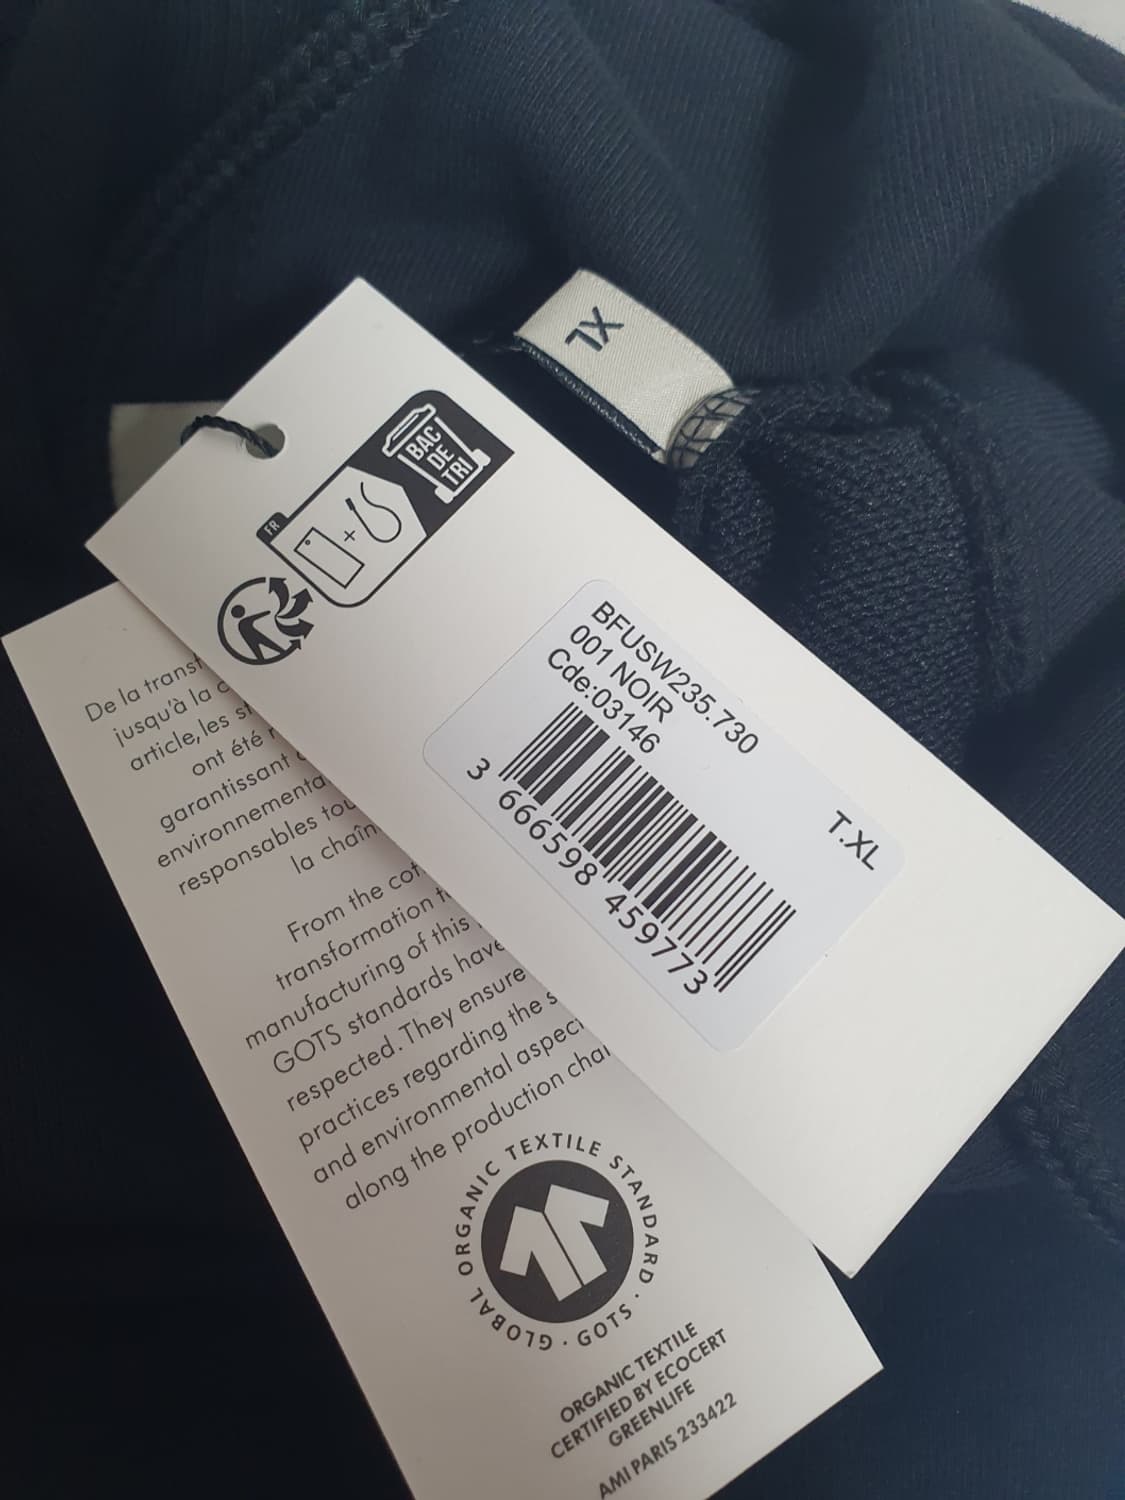 XL
BAC
DE
TRI
FR
+
BFUSW235.730
001 NOIR
Cde:03146
T.XL
3 666598 459773
De la transf
jusqu'à la c
article, les st
ont été r
garantissant
environnementa
responsables tou
la chaîn
From the cot
transformation t
manufacturing of this
GOTS standards have
respected. They ensure
practices regarding the s
and environmental aspec
along the production chai
GLOBAL ORGANIC TEXTILE STANDARD · GOTS ·
ORGANIC TEXTILE
CERTIFIED BY ECOCERT
GREENLIFE
AMI PARIS 233422